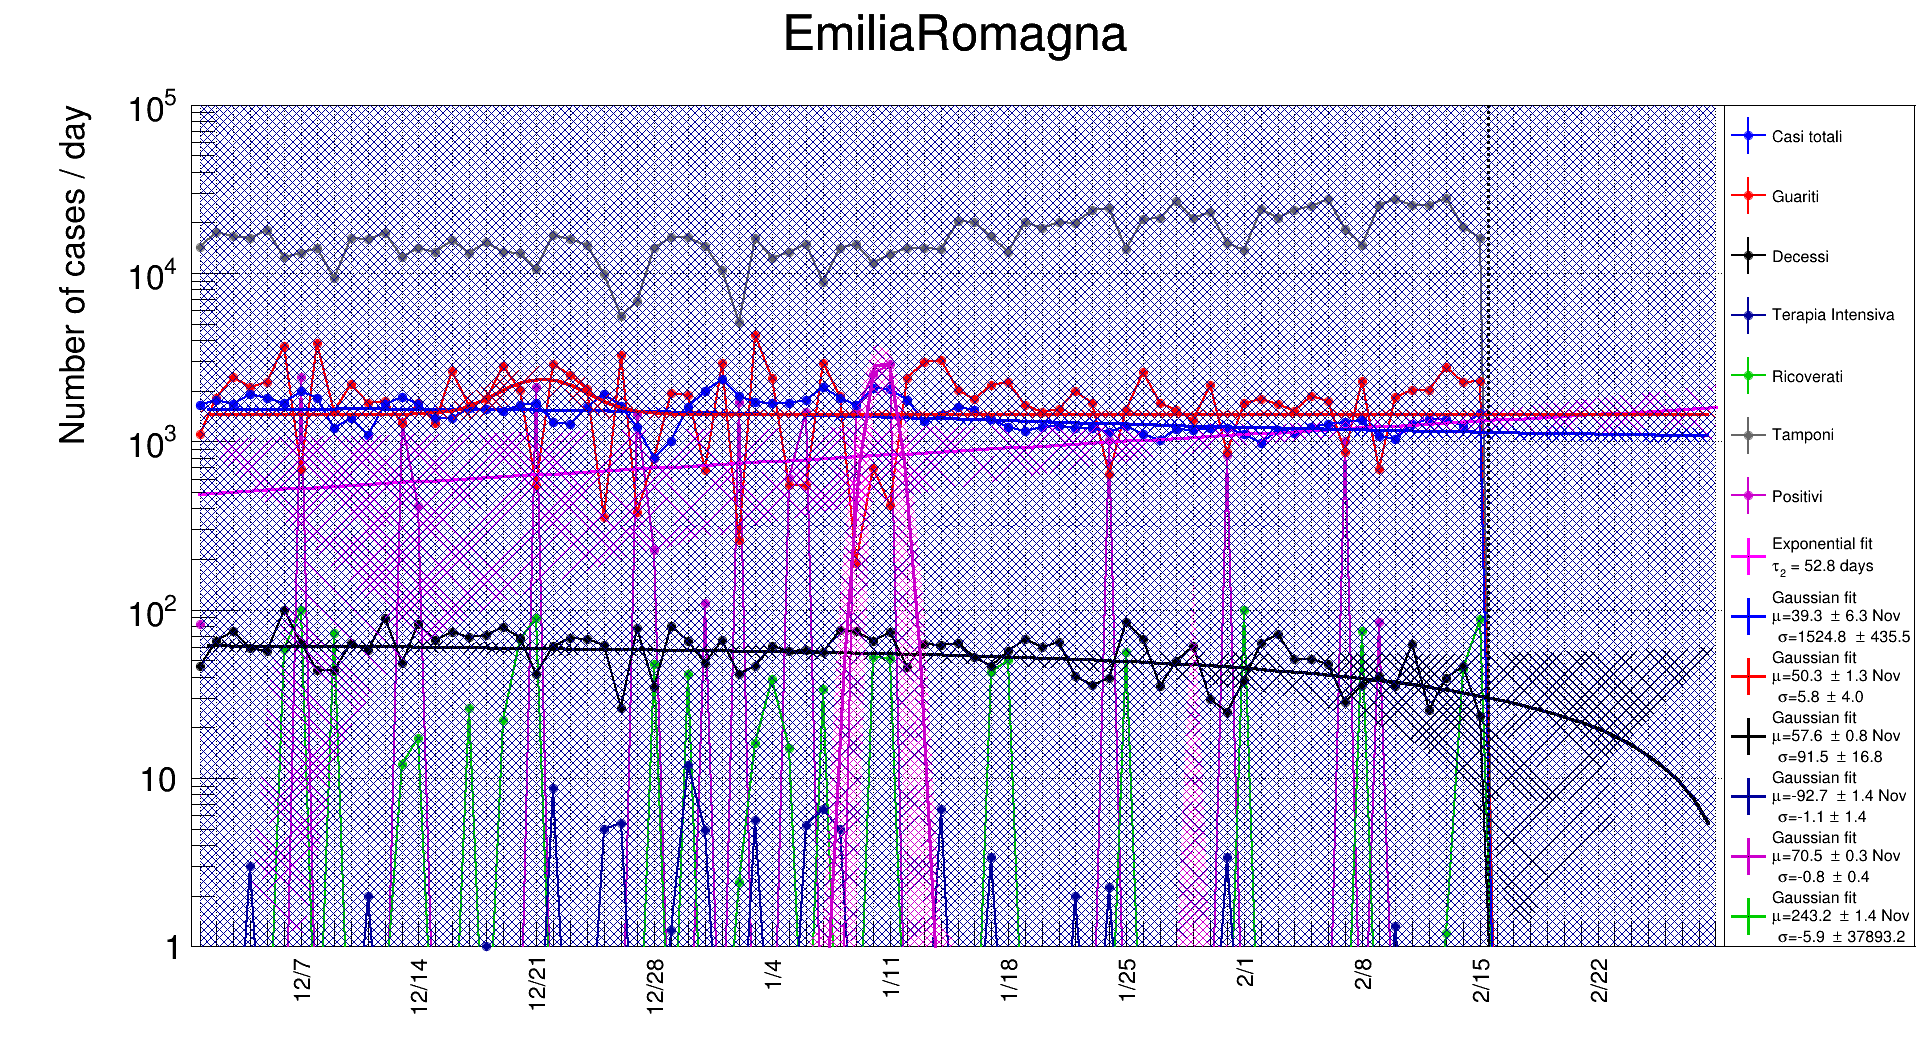 EmiliaRomagna
Number of cases / day
10^5
10^4
10^3
10^2
10
1
12/7
12/14
12/21
12/28
1/4
1/11
1/18
1/25
2/1
2/8
2/15
2/22
Casi totali
Guariti
Decessi
Terapia Intensiva
Ricoverati
Tamponi
Positivi
Exponential fit
τ₂ = 52.8 days
Gaussian fit
μ=39.3 ± 6.3 Nov
σ=1524.8 ± 435.5
Gaussian fit
μ=50.3 ± 1.3 Nov
σ=5.8 ± 4.0
Gaussian fit
μ=57.6 ± 0.8 Nov
σ=91.5 ± 16.8
Gaussian fit
μ=-92.7 ± 1.4 Nov
σ=-1.1 ± 1.4
Gaussian fit
μ=70.5 ± 0.3 Nov
σ=-0.8 ± 0.4
Gaussian fit
μ=243.2 ± 1.4 Nov
σ=-5.9 ± 37893.2